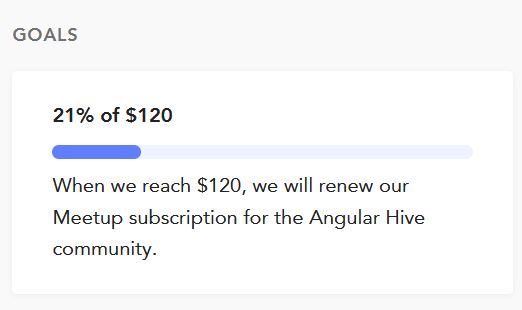 GOALS
21% of $120
When we reach $120, we will renew our
Meetup subscription for the Angular Hive
community.